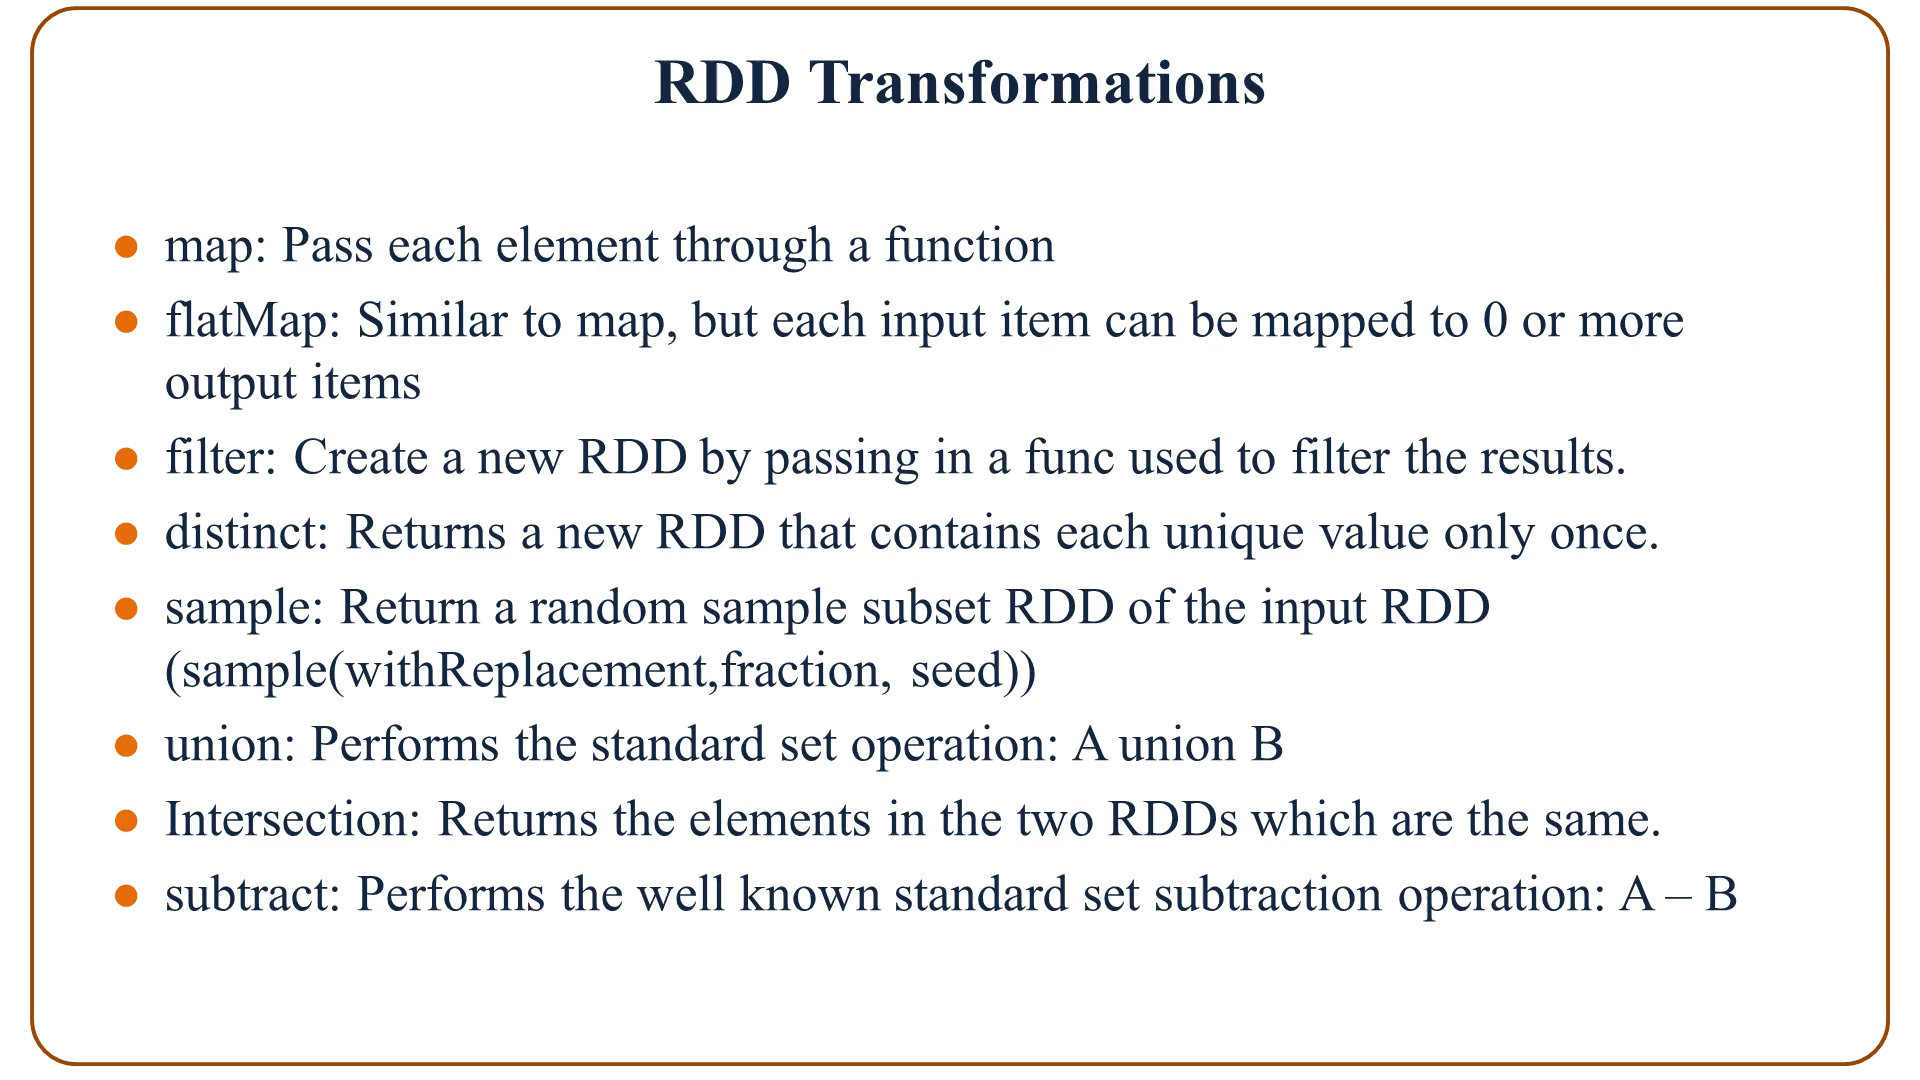 RDD Transformations
● map: Pass each element through a function
● flatMap: Similar to map, but each input item can be mapped to 0 or more
output items
● filter: Create a new RDD by passing in a func used to filter the results.
● distinct: Returns a new RDD that contains each unique value only once.
● sample: Return a random sample subset RDD of the input RDD
(sample(withReplacement,fraction, seed))
● union: Performs the standard set operation: A union B
● Intersection: Returns the elements in the two RDDs which are the same.
● subtract: Performs the well known standard set subtraction operation: A – B